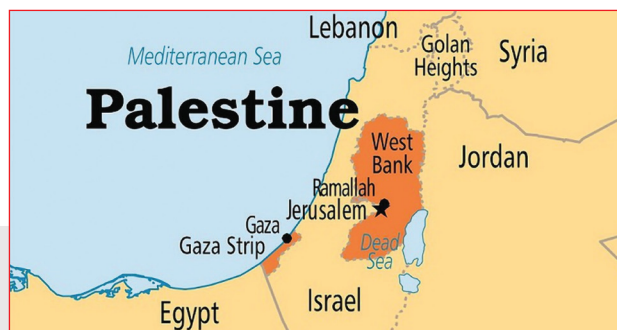 Lebanon
Mediterranean Sea
Golan
Heights
Syria
Palestine
West
Bank
Jordan
Ramallah
Jerusalem
Gaza
Gaza Strip
Dead
Sea
Israel
Egypt